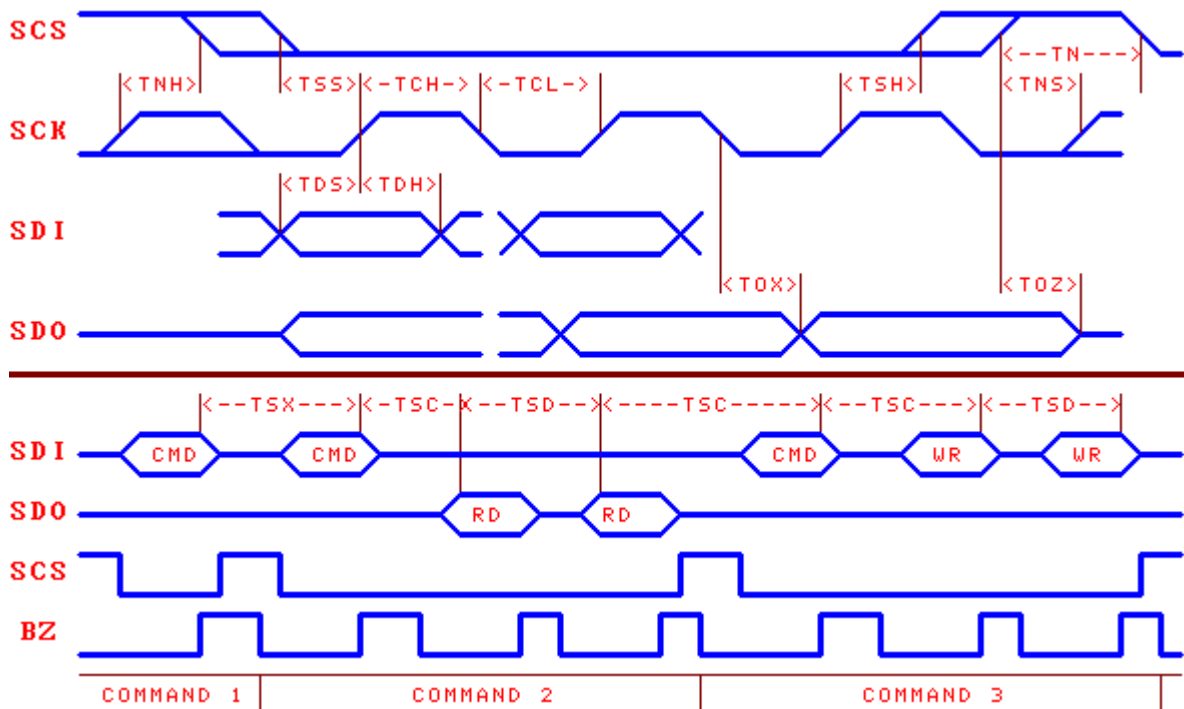 SCS <--TN--->
<TNH> <TSS> <-TCH-> <-TCL-> <TSH> <TNS>
SCK
<TDS> <TDH>
SDI
<TOX> <TOZ>
SDO
<--TSX---> <-TSC-X--TSD--> <----TSC-----> <--TSC---> <--TSD-->
SDI CMD CMD CMD WR WR
SDO RD RD
SCS
BZ
COMMAND 1 COMMAND 2 COMMAND 3